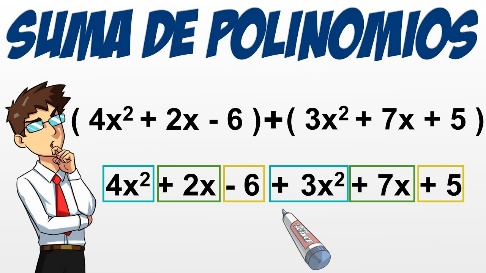 SUMA DE POLINOMIOS
( 4x² + 2x - 6 )+( 3x² + 7x + 5 )
4x² + 2x - 6 + 3x² + 7x + 5